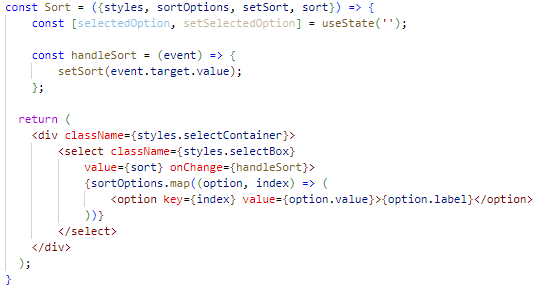 const Sort = ({styles, sortOptions, setSort, sort}) => {
    const [selectedOption, setSelectedOption] = useState('');

    const handleSort = (event) => {
        setSort(event.target.value);
    };

  return (
    <div className={styles.selectContainer}>
        <select className={styles.selectBox}
            value={sort} onChange={handleSort}>
            {sortOptions.map((option, index) => (
                <option key={index} value={option.value}>{option.label}</option>
            ))}
        </select>
    </div>
  );
}